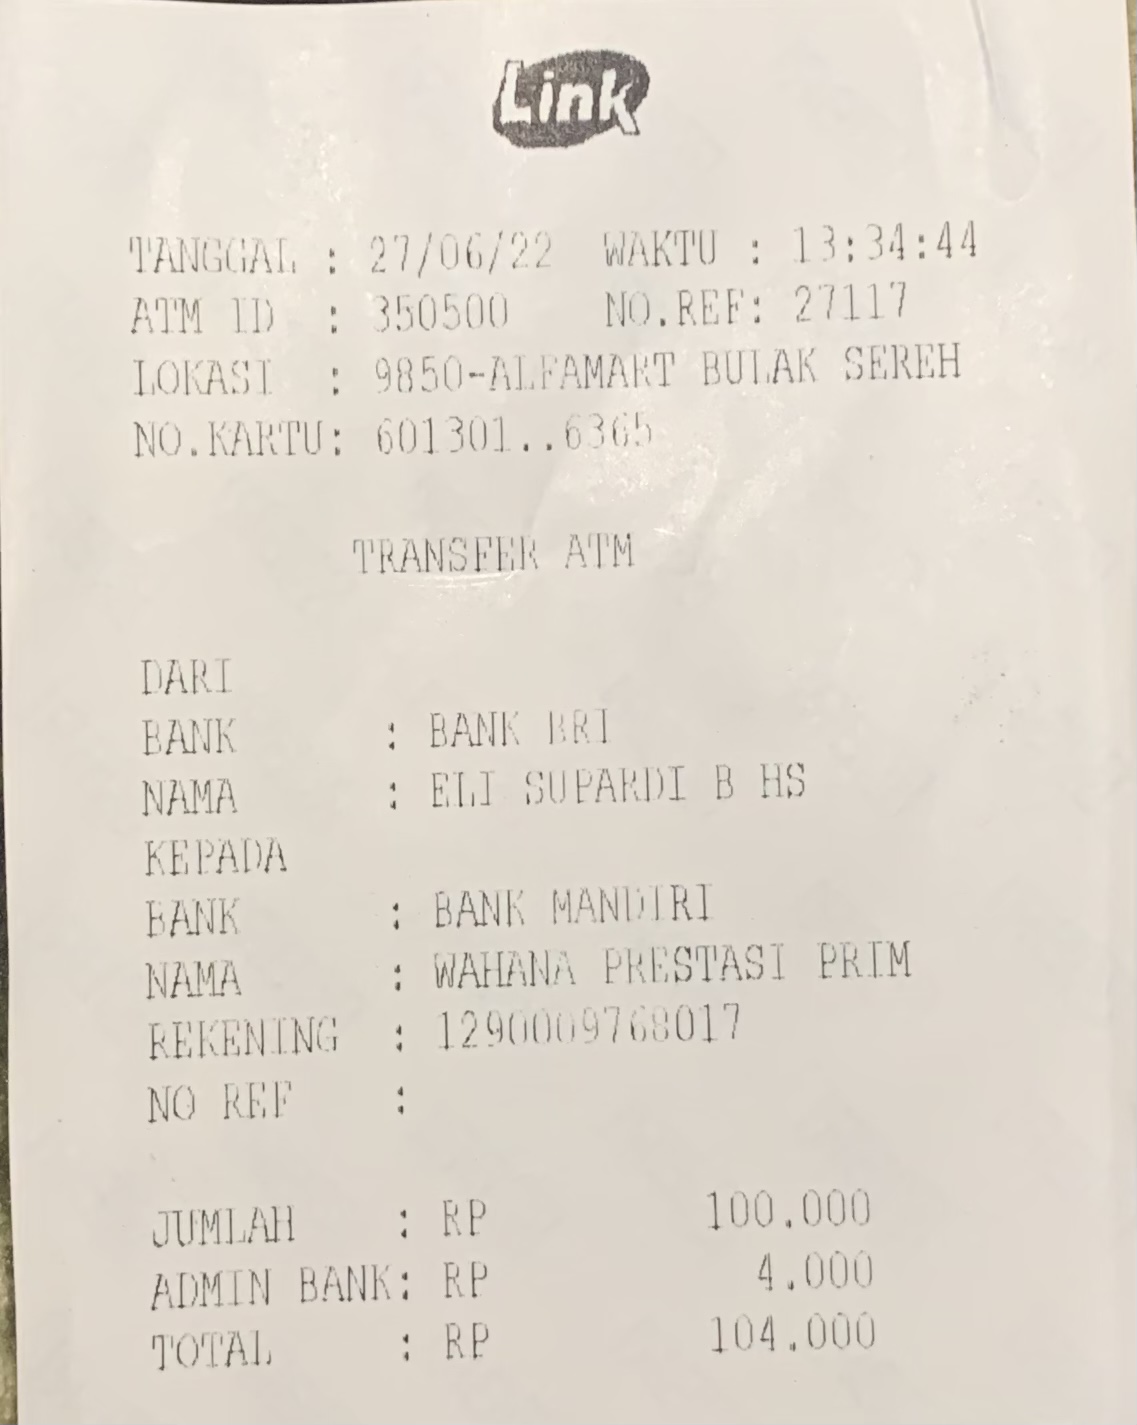 Link
TANGGAL : 27/06/22 WAKTU : 13:34:44
ATM ID : 350500 NO.REF: 27117
LOKASI : 9850-ALFAMART BULAK SEREH
NO.KARTU: 601301..6365
TRANSFER ATM
DARI
BANK : BANK BRI
NAMA : ELI SUPARDI B HS
KEPADA
BANK : BANK MANDIRI
NAMA : WAHANA PRESTASI PRIM
REKENING : 1290009768017
NO REF :
JUMLAH : RP 100.000
ADMIN BANK: RP 4.000
TOTAL : RP 104.000